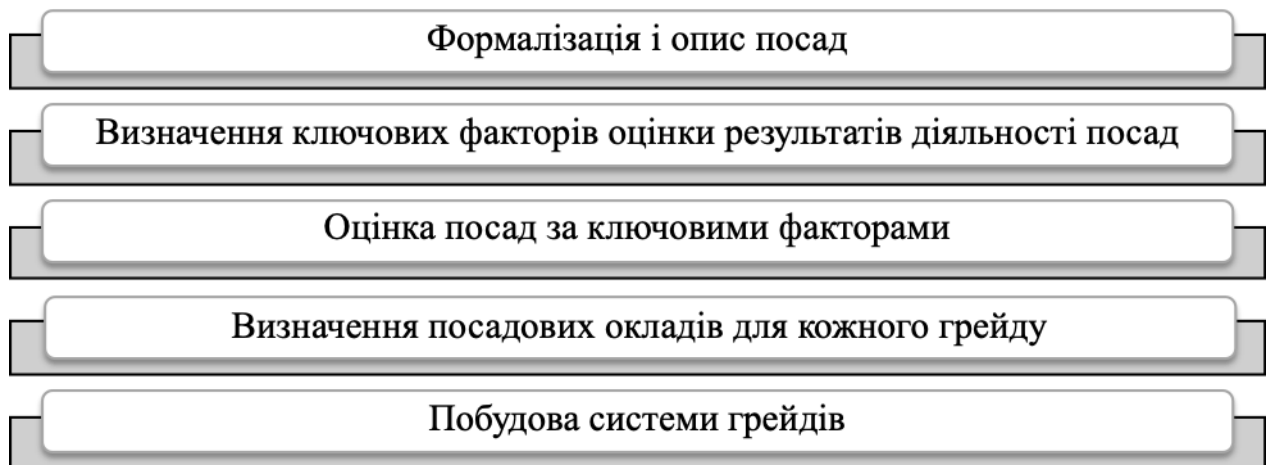 Формалізація і опис посад
Визначення ключових факторів оцінки результатів діяльності посад
Оцінка посад за ключовими факторами
Визначення посадових окладів для кожного грейду
Побудова системи грейдів